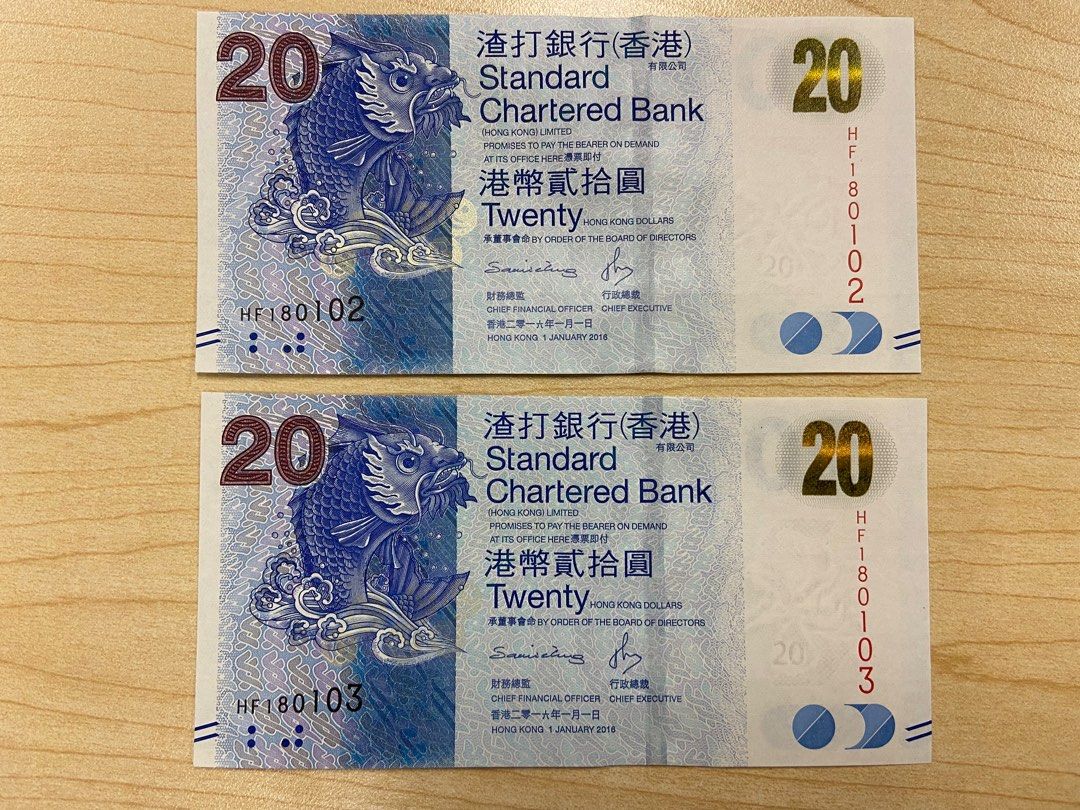 20
渣打銀行(香港)
有限公司
Standard
Chartered Bank
(HONG KONG) LIMITED
PROMISES TO PAY THE BEARER ON DEMAND
AT ITS OFFICE HERE憑票即付
港幣貳拾圓
Twenty HONG KONG DOLLARS
承董事會命 BY ORDER OF THE BOARD OF DIRECTORS
財務總監 行政總裁
CHIEF FINANCIAL OFFICER CHIEF EXECUTIVE
香港二零一六年一月一日
HONG KONG 1 JANUARY 2016
HF180102
20
HF180102
20
20
渣打銀行(香港)
有限公司
Standard
Chartered Bank
(HONG KONG) LIMITED
PROMISES TO PAY THE BEARER ON DEMAND
AT ITS OFFICE HERE憑票即付
港幣貳拾圓
Twenty HONG KONG DOLLARS
承董事會命 BY ORDER OF THE BOARD OF DIRECTORS
財務總監 行政總裁
CHIEF FINANCIAL OFFICER CHIEF EXECUTIVE
香港二零一六年一月一日
HONG KONG 1 JANUARY 2016
HF180103
20
HF180103
20